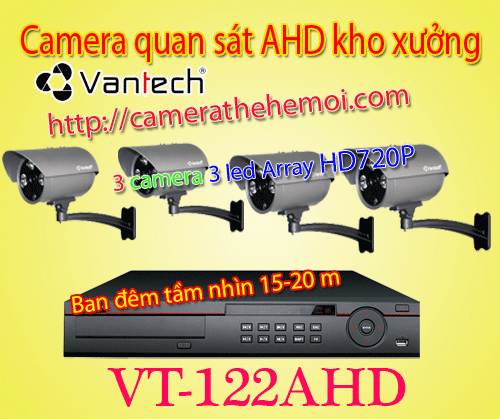 Camera quan sát AHD kho xưởng
Vantech®
http://camerathehemoi.com
3 camera 3 led Array HD720P
Ban đêm tầm nhìn 15-20 m
VT-122AHD